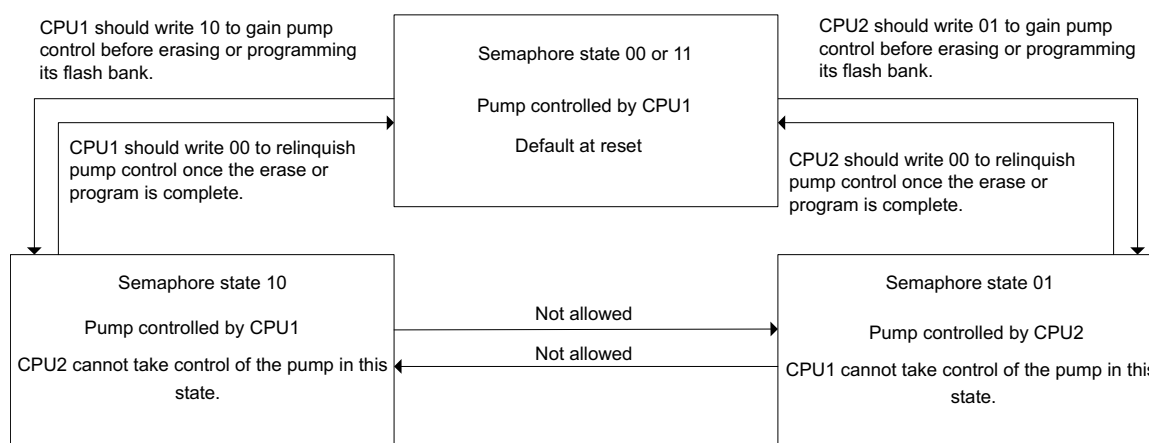 CPU1 should write 10 to gain pump
control before erasing or programming
its flash bank.
Semaphore state 00 or 11
Pump controlled by CPU1
Default at reset
CPU2 should write 01 to gain pump
control before erasing or programming
its flash bank.
CPU1 should write 00 to relinquish
pump control once the erase or
program is complete.
CPU2 should write 00 to relinquish
pump control once the erase or
program is complete.
Semaphore state 10
Pump controlled by CPU1
CPU2 cannot take control of the pump in this
state.
Not allowed
Not allowed
Semaphore state 01
Pump controlled by CPU2
CPU1 cannot take control of the pump in this
state.